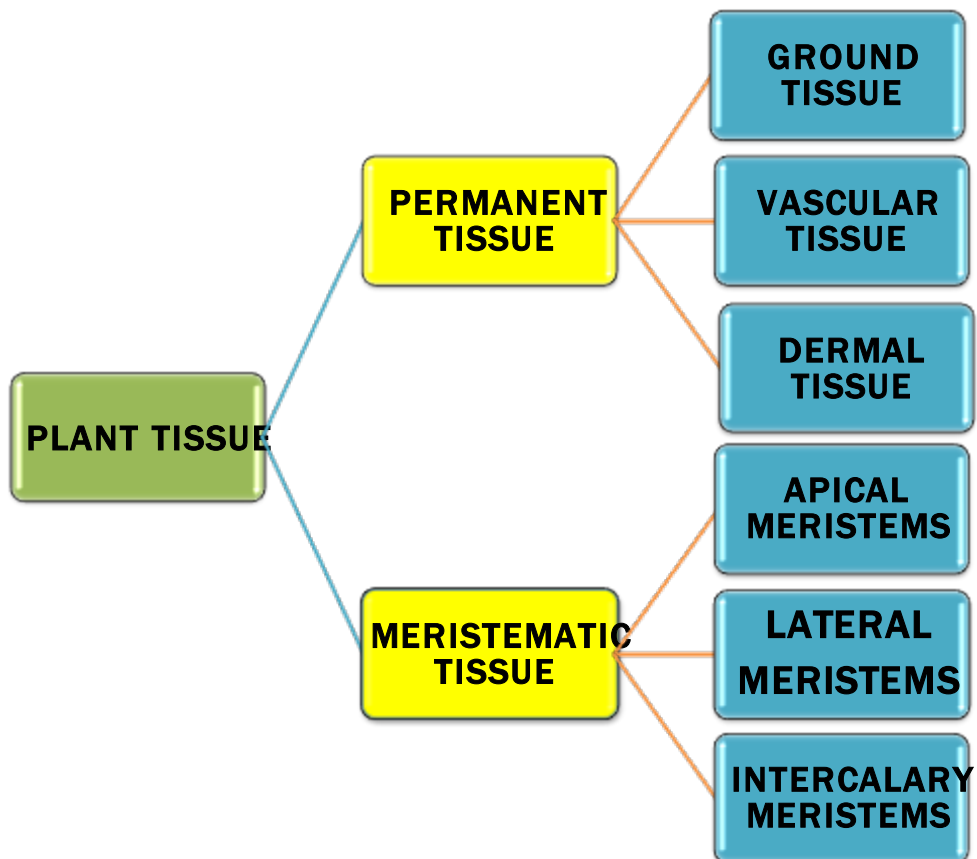 GROUND
TISSUE
PERMANENT
TISSUE
VASCULAR
TISSUE
DERMAL
TISSUE
PLANT TISSUE
APICAL
MERISTEMS
MERISTEMATIC
TISSUE
LATERAL
MERISTEMS
INTERCALARY
MERISTEMS